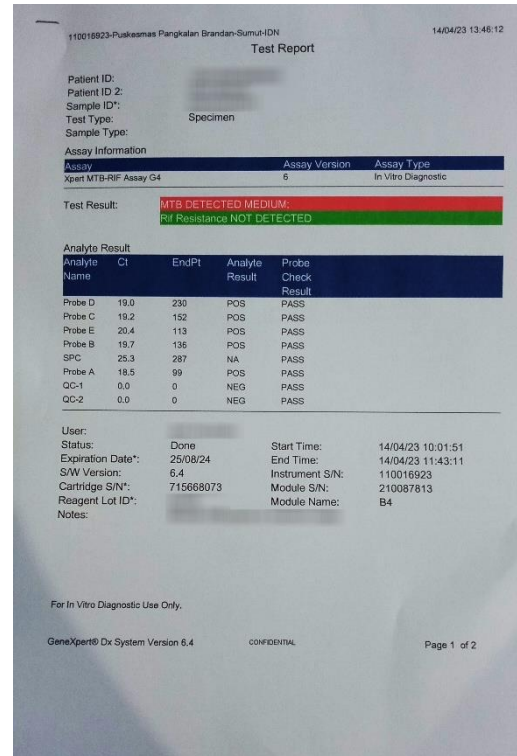 110016923-Puskesmas Pangkalan Brandan-Sumut-IDN 14/04/23 13:46:12
Test Report
Patient ID:
Patient ID 2:
Sample ID*:
Test Type: Specimen
Sample Type:
Assay Information
Assay Assay Version Assay Type
Xpert MTB-RIF Assay G4 6 In Vitro Diagnostic
Test Result: MTB DETECTED MEDIUM;
Rif Resistance NOT DETECTED
Analyte Result
Analyte Ct EndPt Analyte Probe
Name Result Check
Result
Probe D 19.0 230 POS PASS
Probe C 19.2 152 POS PASS
Probe E 20.4 113 POS PASS
Probe B 19.7 136 POS PASS
SPC 25.3 287 NA PASS
Probe A 18.5 99 POS PASS
QC-1 0.0 0 NEG PASS
QC-2 0.0 0 NEG PASS
User:
Status: Done Start Time: 14/04/23 10:01:51
Expiration Date*: 25/08/24 End Time: 14/04/23 11:43:11
S/W Version: 6.4 Instrument S/N: 110016923
Cartridge S/N*: 715668073 Module S/N: 210087813
Reagent Lot ID*: Module Name: B4
Notes:
For In Vitro Diagnostic Use Only.
GeneXpert® Dx System Version 6.4 CONFIDENTIAL Page 1 of 2